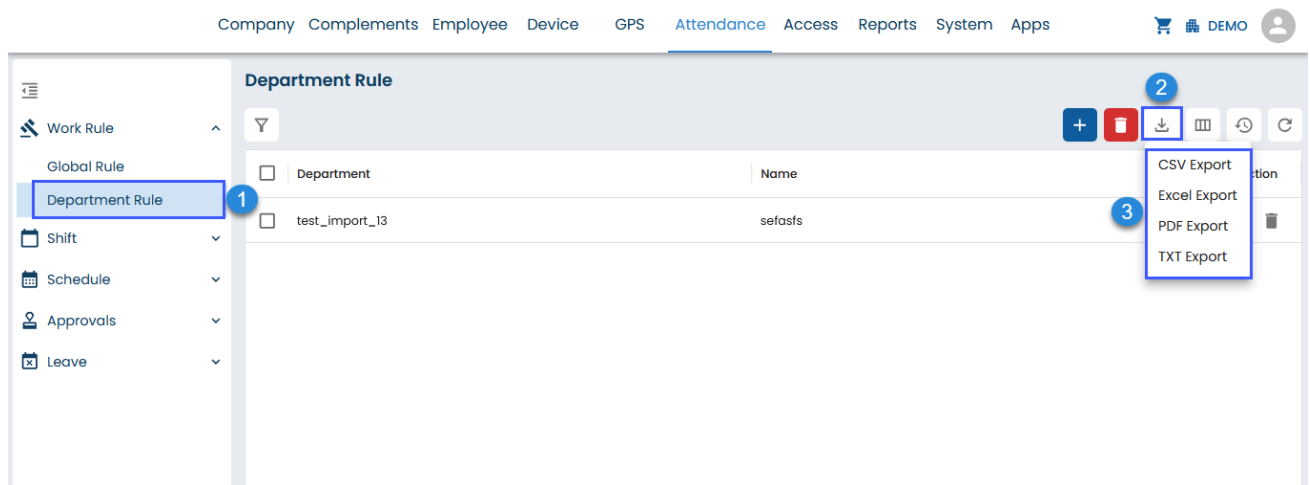 Company Complements Employee Device GPS Attendance Access Reports System Apps DEMO
Department Rule
2
Work Rule
Global Rule
Department Rule
1
Shift
Schedule
Approvals
Leave
Department Name
test_import_13 sefasfs
CSV Export
Excel Export
3
PDF Export
TXT Export